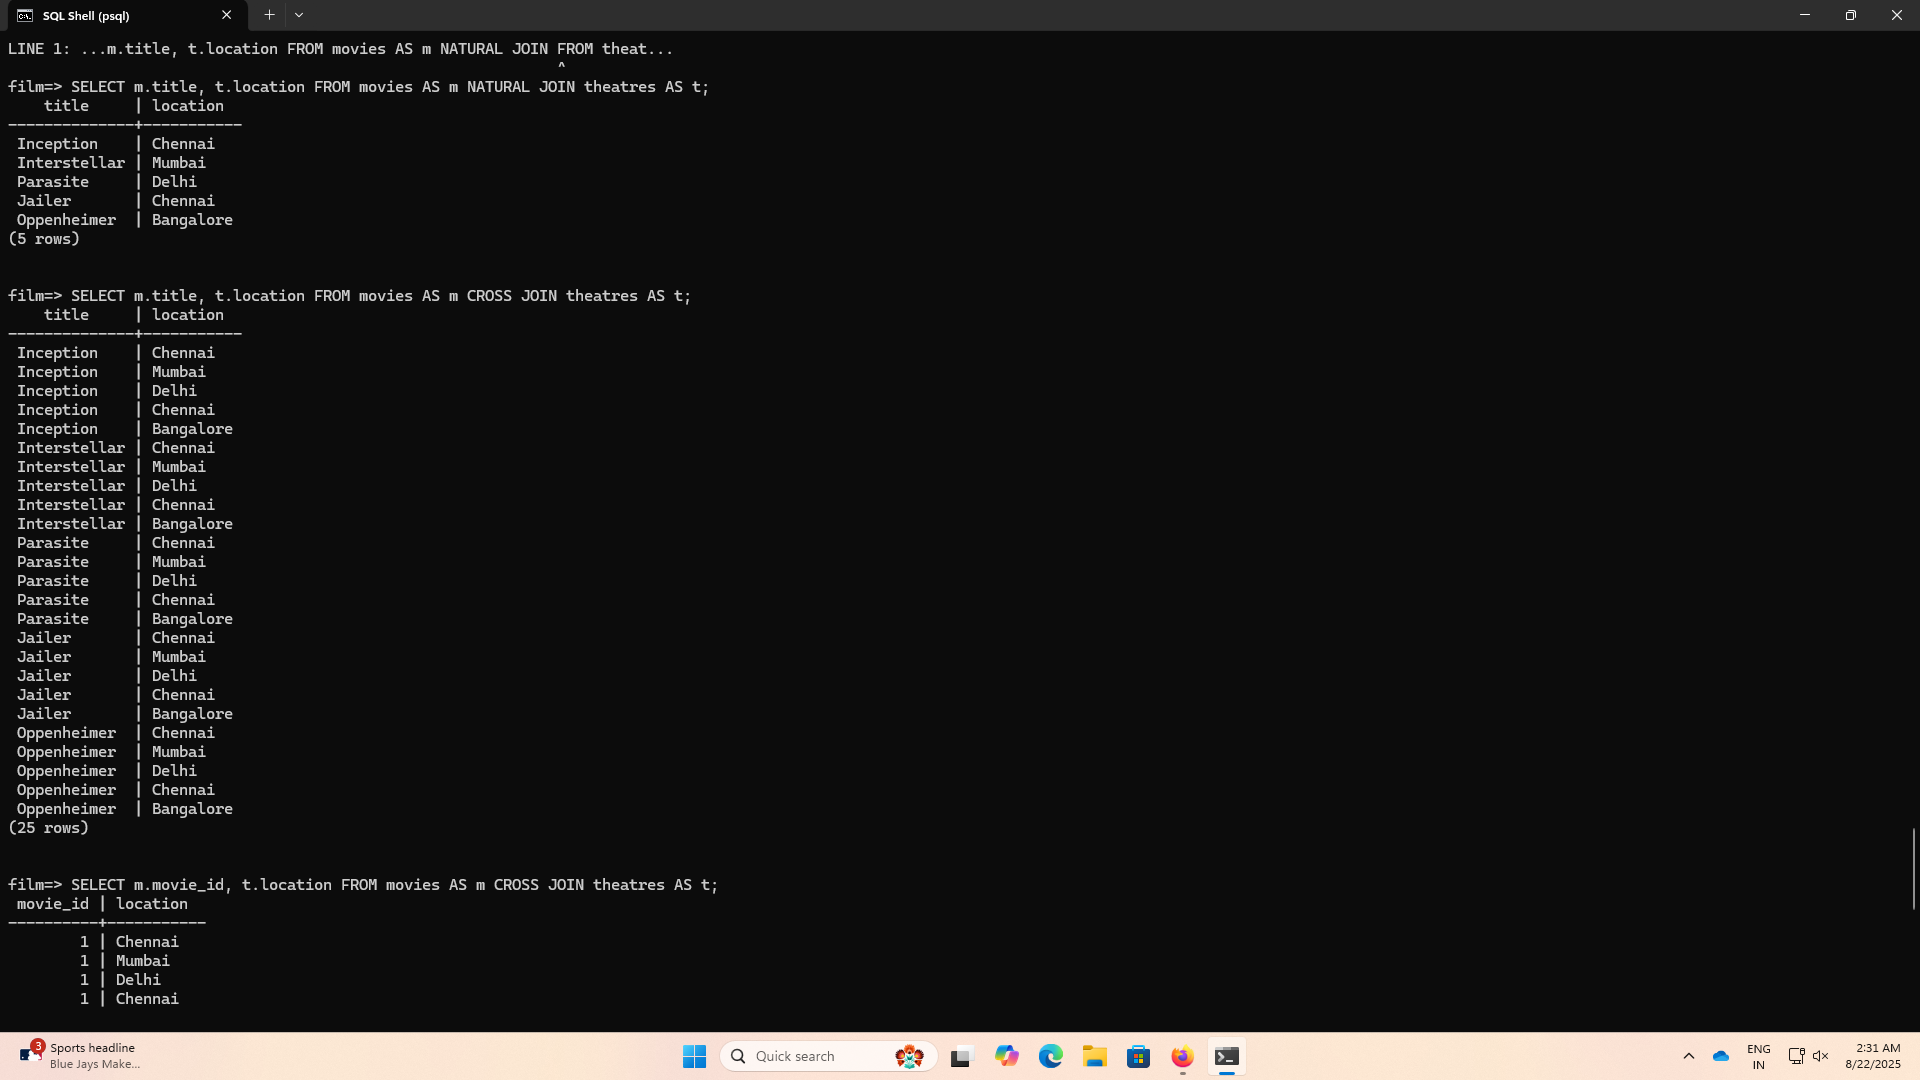 SQL Shell (psql)
LINE 1: ...m.title, t.location FROM movies AS m NATURAL JOIN FROM theat...
^
film=> SELECT m.title, t.location FROM movies AS m NATURAL JOIN theatres AS t;
title | location
--------------+-----------
Inception | Chennai
Interstellar | Mumbai
Parasite | Delhi
Jailer | Chennai
Oppenheimer | Bangalore
(5 rows)
film=> SELECT m.title, t.location FROM movies AS m CROSS JOIN theatres AS t;
title | location
--------------+-----------
Inception | Chennai
Inception | Mumbai
Inception | Delhi
Inception | Chennai
Inception | Bangalore
Interstellar | Chennai
Interstellar | Mumbai
Interstellar | Delhi
Interstellar | Chennai
Interstellar | Bangalore
Parasite | Chennai
Parasite | Mumbai
Parasite | Delhi
Parasite | Chennai
Parasite | Bangalore
Jailer | Chennai
Jailer | Mumbai
Jailer | Delhi
Jailer | Chennai
Jailer | Bangalore
Oppenheimer | Chennai
Oppenheimer | Mumbai
Oppenheimer | Delhi
Oppenheimer | Chennai
Oppenheimer | Bangalore
(25 rows)
film=> SELECT m.movie_id, t.location FROM movies AS m CROSS JOIN theatres AS t;
movie_id | location
----------+-----------
1 | Chennai
1 | Mumbai
1 | Delhi
1 | Chennai
3
Sports headline
Blue Jays Make...
Quick search
ENG
IN
2:31 AM
8/22/2025